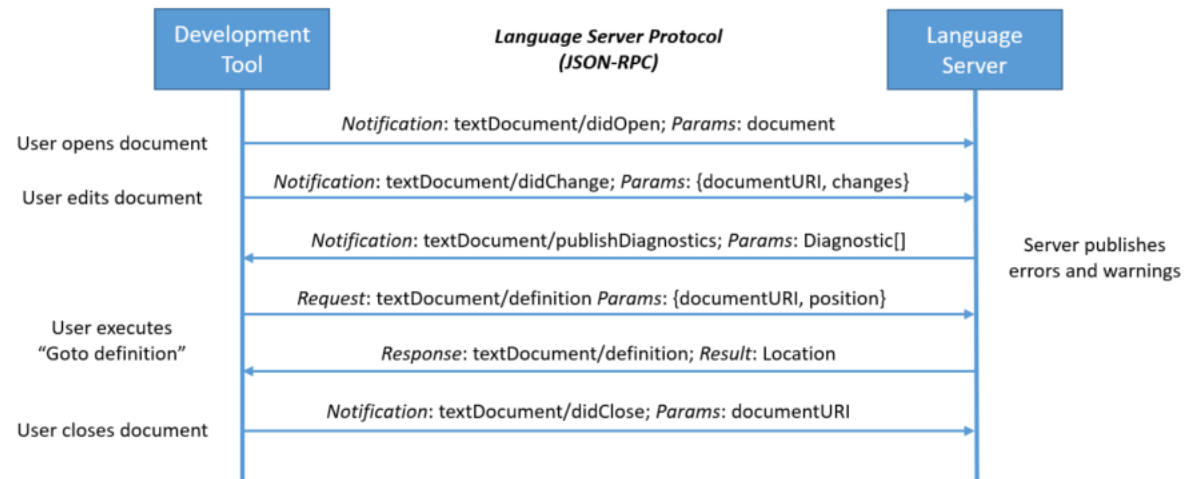 Development
Tool
Language Server Protocol
(JSON-RPC)
Language
Server
Notification: textDocument/didOpen; Params: document
User opens document
Notification: textDocument/didChange; Params: {documentURI, changes}
User edits document
Notification: textDocument/publishDiagnostics; Params: Diagnostic[]
Server publishes
errors and warnings
Request: textDocument/definition Params: {documentURI, position}
User executes
“Goto definition”
Response: textDocument/definition; Result: Location
Notification: textDocument/didClose; Params: documentURI
User closes document